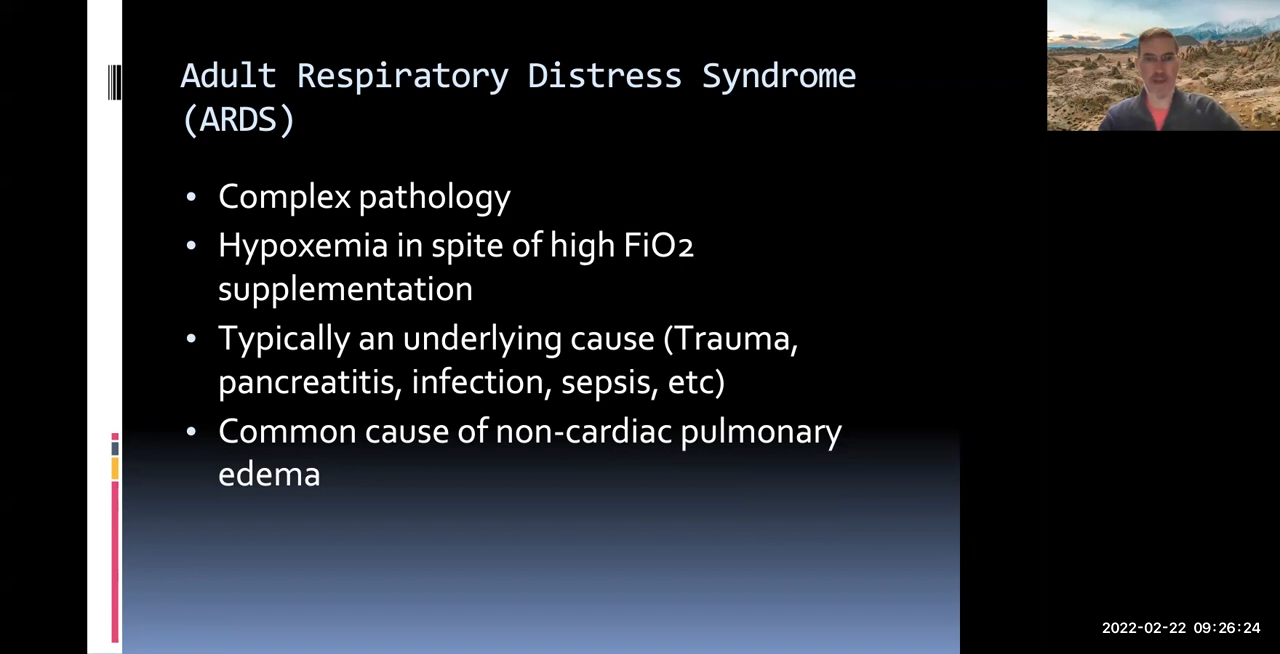 Adult Respiratory Distress Syndrome
(ARDS)
• Complex pathology
• Hypoxemia in spite of high FiO2
supplementation
• Typically an underlying cause (Trauma,
pancreatitis, infection, sepsis, etc)
• Common cause of non-cardiac pulmonary
edema
2022-02-22 09:26:24